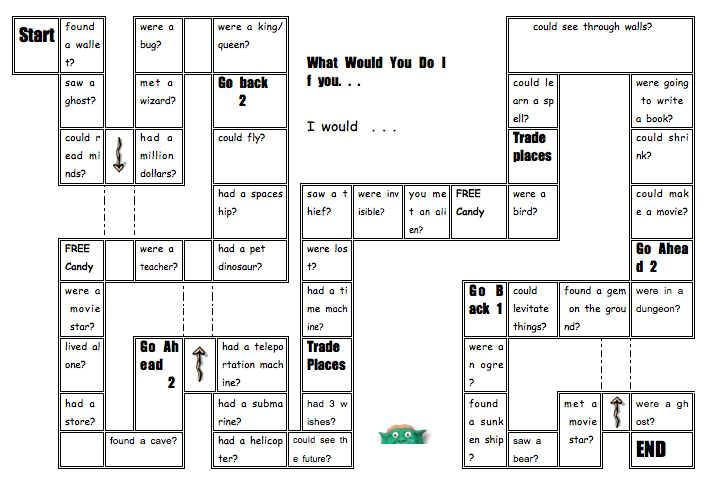 Start
found
a walle
t?
were a
bug?
were a king/
queen?
What Would You Do I
f you. . .
could see through walls?
saw a
ghost?
met a
wizard?
Go back
2
could le
arn a sp
ell?
were going
to write
a book?
I would . . .
could r
ead mi
nds?
had a
million
dollars?
could fly?
Trade
places
could shri
nk?
had a spaces
hip?
saw a t
hief?
were inv
isible?
you me
t an ali
en?
FREE
Candy
were a
bird?
could mak
e a movie?
FREE
Candy
were a
teacher?
had a pet
dinosaur?
were los
t?
Go Ahea
d 2
were a
movie
star?
had a ti
me mach
ine?
Go B
ack 1
could
levitate
things?
found a gem
on the grou
nd?
were in a
dungeon?
lived al
one?
Go Ah
ead
2
had a telepo
rtation mach
ine?
Trade
Places
were a
n ogre
?
had a
store?
had a subma
rine?
had 3 w
ishes?
found
a sunk
en ship
?
met a
movie
star?
were a gh
ost?
found a cave?
had a helicop
ter?
could see th
e future?
saw a
bear?
END